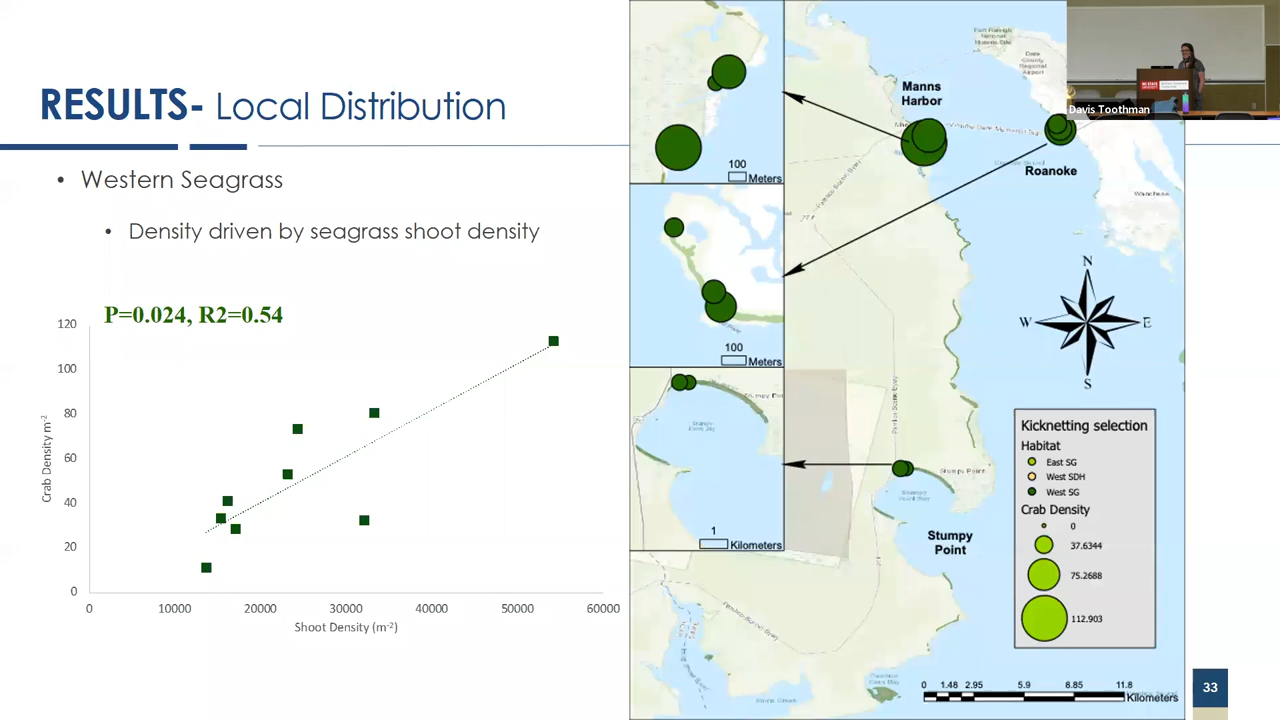 RESULTS- Local Distribution
• Western Seagrass
• Density driven by seagrass shoot density
P=0.024, R2=0.54
120
100
80
60
40
20
0
Crab Density m-2
0
10000
20000
30000
40000
50000
60000
Shoot Density (m-2)
100
Meters
100
Meters
1
Kilometers
Manns
Harbor
Roanoke
Stumpy Point
Stumpy
Point
N
W
E
S
Kicknetting selection
Habitat
East SG
West SDH
West SG
Crab Density
0
37.6344
75.2688
112.903
0 1.48 2.95 5.9 8.85 11.8
Kilometers
Davis Toothman
33